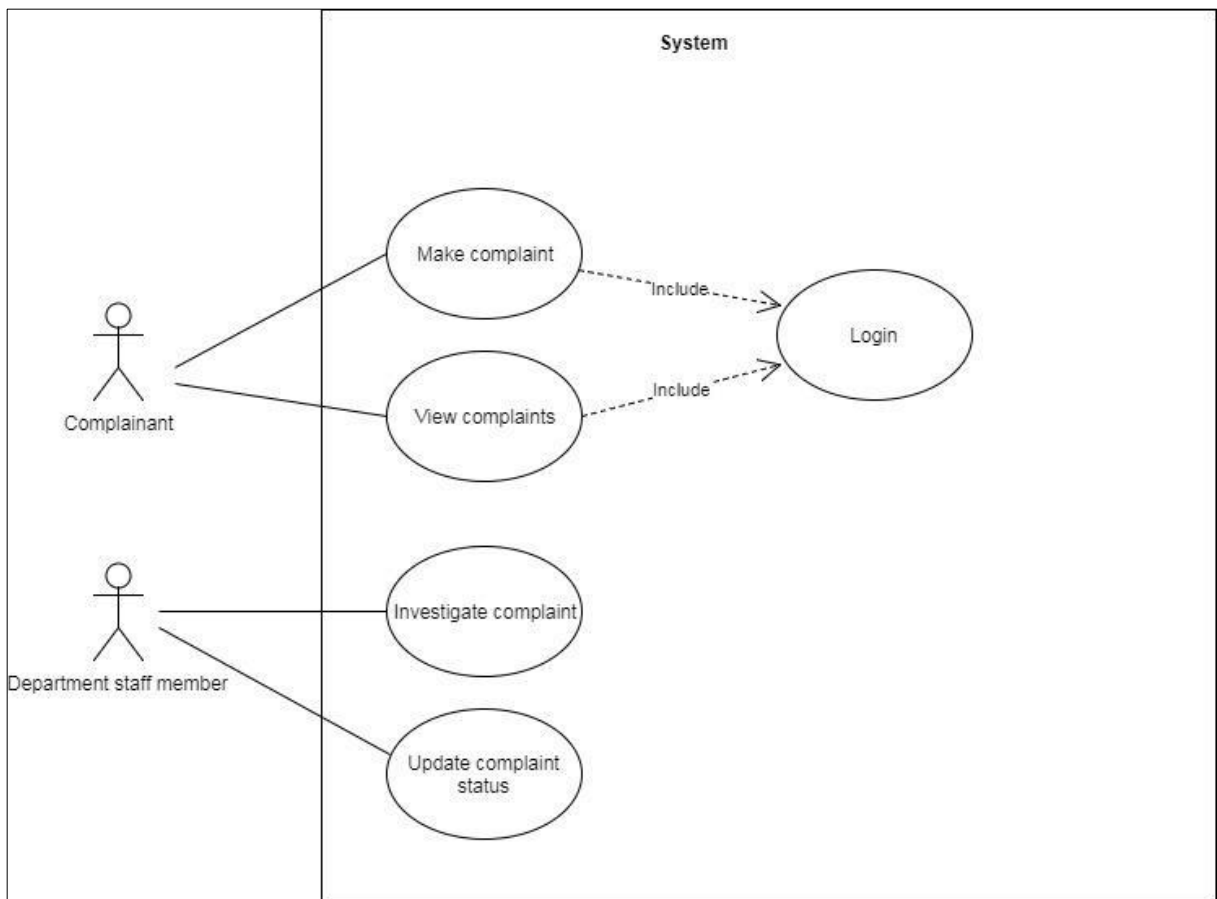 System
Make complaint
Include
Login
Include
View complaints
Complainant
Investigate complaint
Department staff member
Update complaint
status